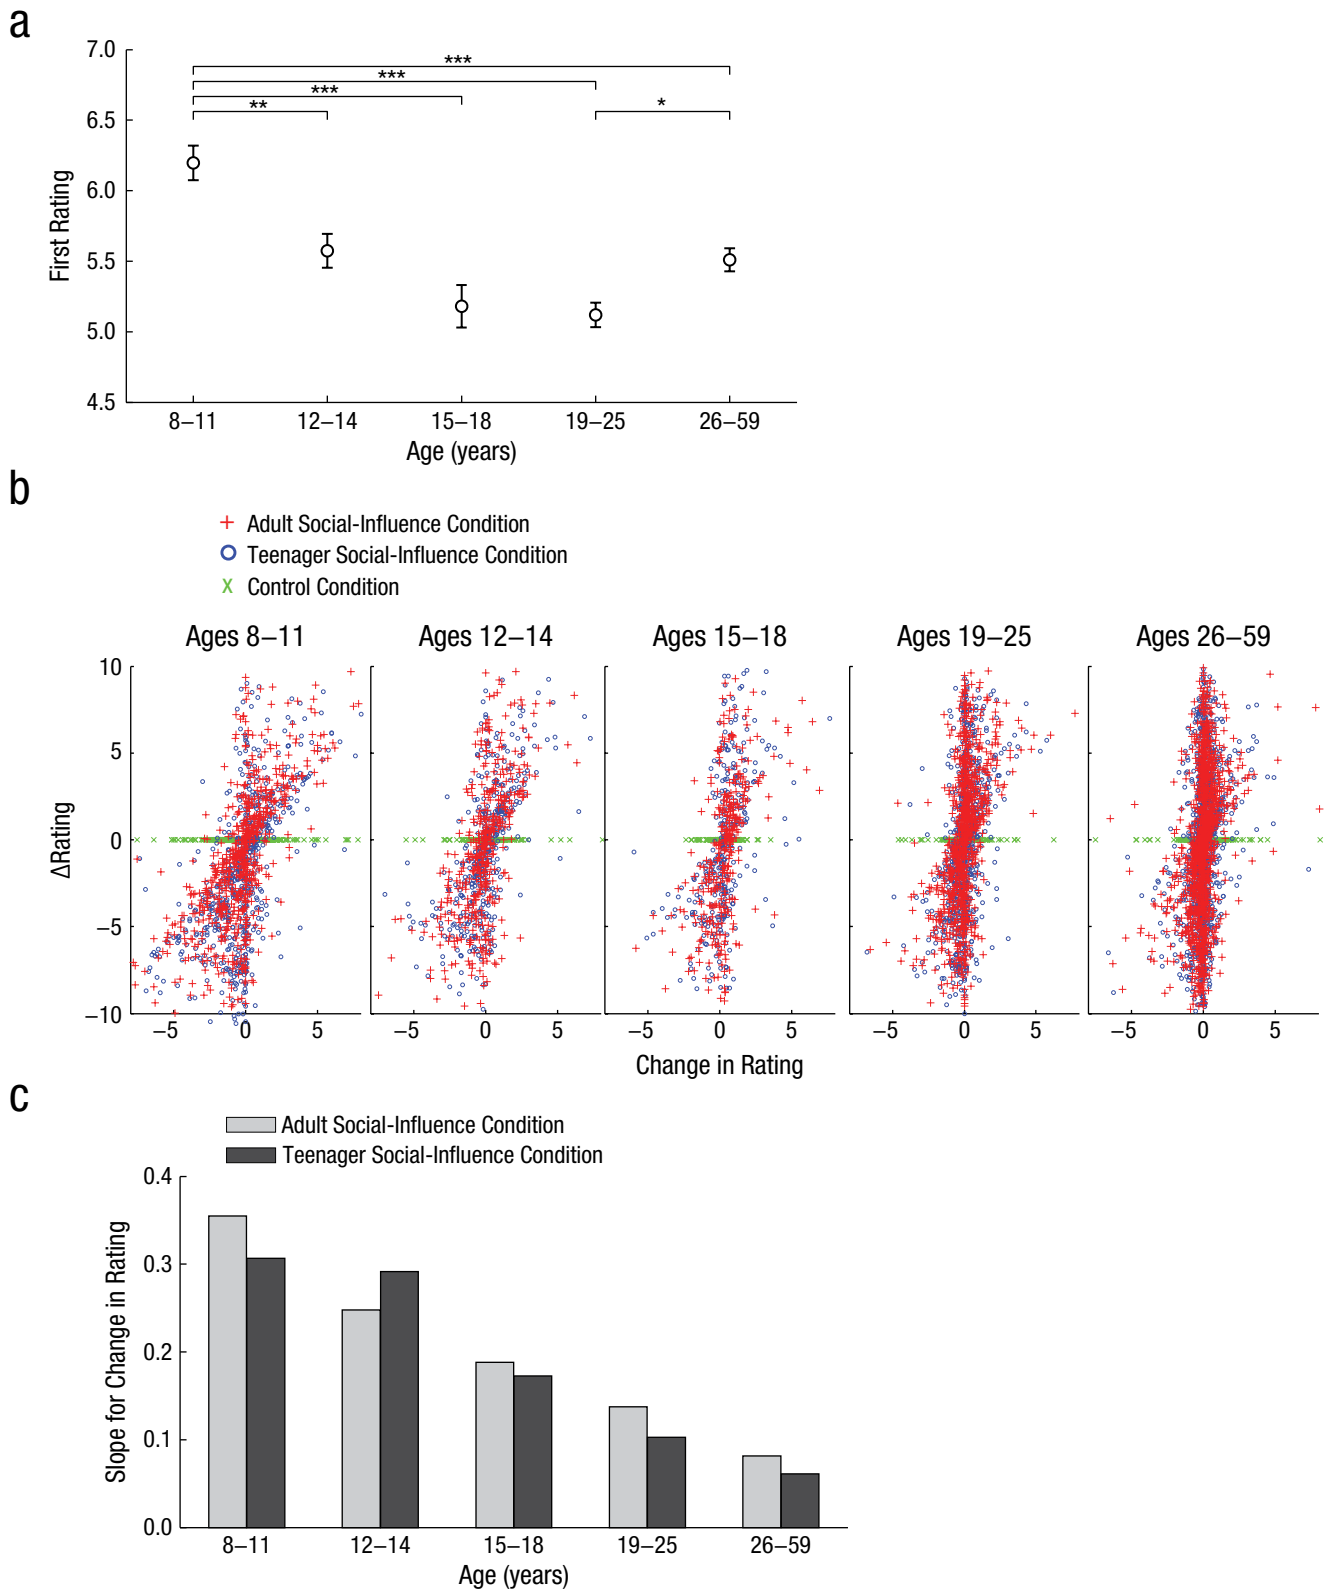 a
7.0
6.5
6.0
5.5
5.0
4.5
First Rating
***
***
***
**
*
8–11 12–14 15–18 19–25 26–59
Age (years)
b
+ Adult Social-Influence Condition
Teenager Social-Influence Condition
x Control Condition
Ages 8–11 Ages 12–14 Ages 15–18 Ages 19–25 Ages 26–59
10
5
0
−5
−10
ΔRating
−5 0 5 −5 0 5 −5 0 5 −5 0 5 −5 0 5
Change in Rating
c
Adult Social-Influence Condition
Teenager Social-Influence Condition
0.4
0.3
0.2
0.1
0.0
Slope for Change in Rating
8–11 12–14 15–18 19–25 26–59
Age (years)